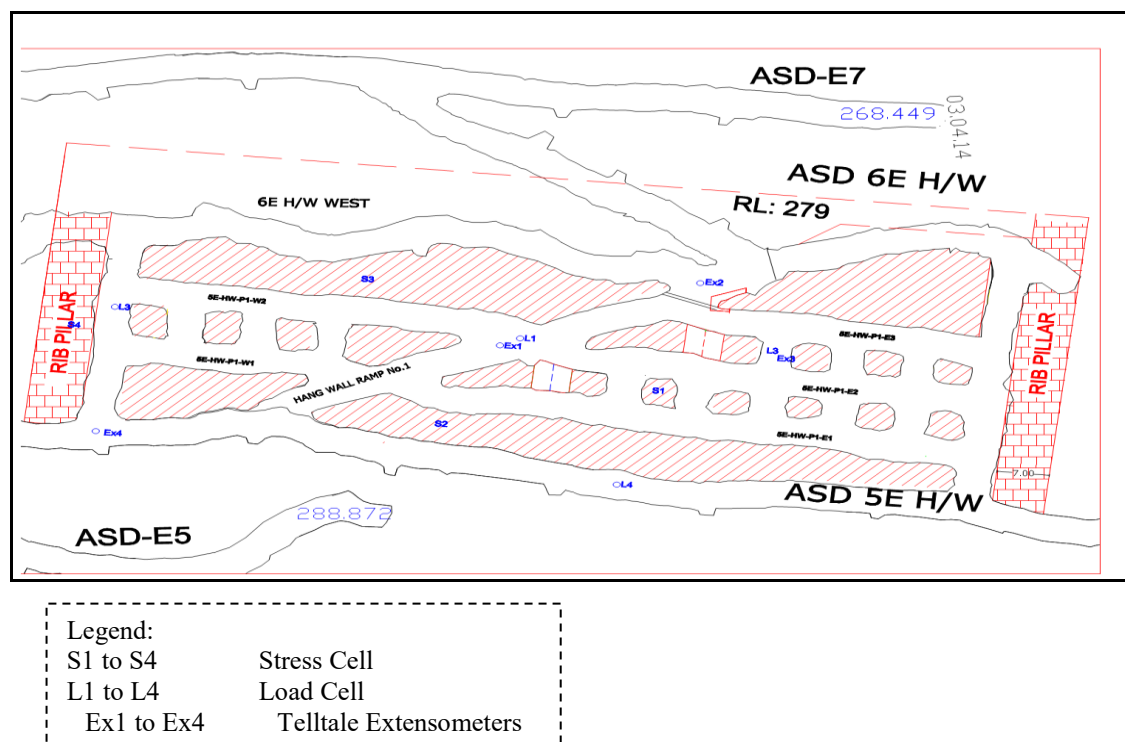 ASD-E7
268.449
03.04.14
ASD 6E H/W
RL: 279
6E H/W WEST
S3
Ex2
5E-HW-P1-W2
L3
S4
RIB PILLAR
L1
Ex1
5E-HW-P1-E3
L3
Ex3
RIB PILLAR
5E-HW-P1-W1
HANG WALL RAMP No.1
S1
5E-HW-P1-E2
S2
Ex4
5E-HW-P1-E1
7.00
L4
ASD 5E H/W
288.872
ASD-E5
Legend:
S1 to S4 Stress Cell
L1 to L4 Load Cell
Ex1 to Ex4 Telltale Extensometers